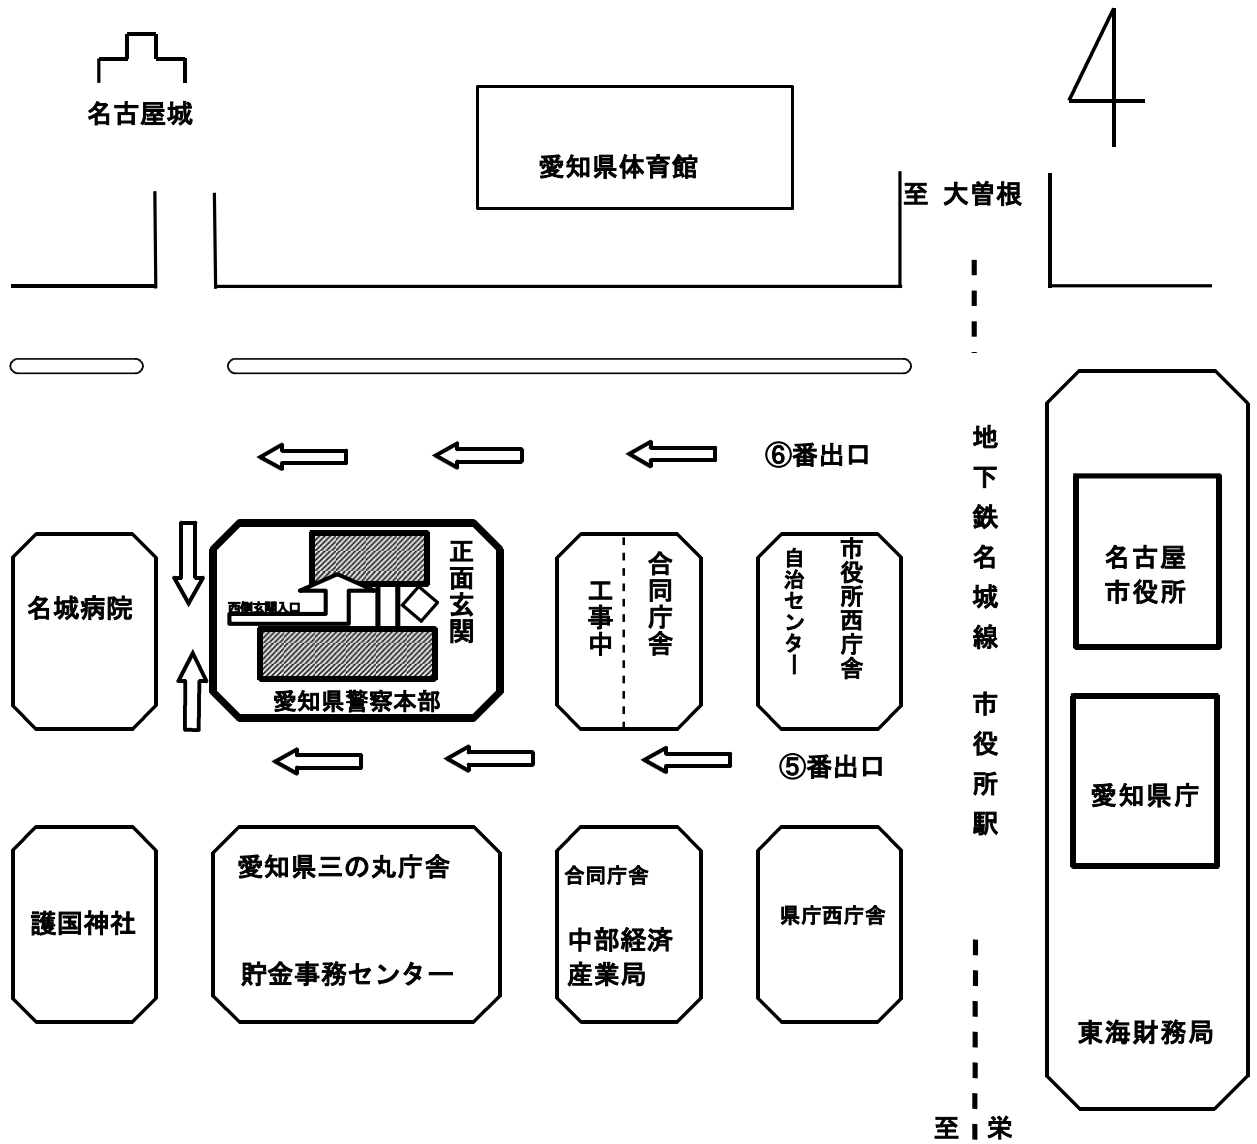 名古屋城
愛知県体育館
至 大曽根
⑥番出口
地下鉄名城線 市役所駅
名城病院
西側玄関入口
正面玄関
愛知県警察本部
合同庁舎
工事中
市役所西庁舎
自治センター
名古屋
市役所
⑤番出口
愛知県庁
護国神社
愛知県三の丸庁舎
貯金事務センター
合同庁舎
中部経済
産業局
県庁西庁舎
東海財務局
至 栄